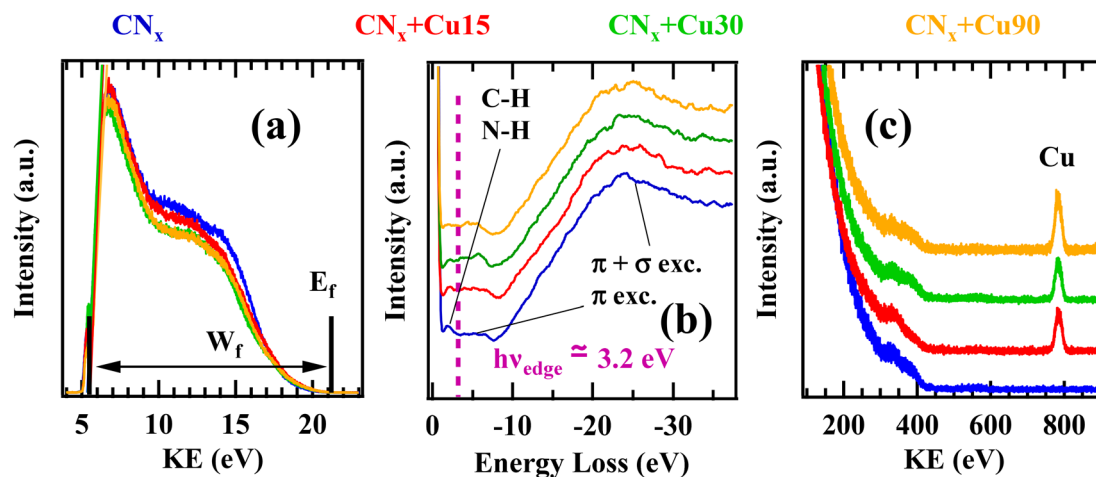 CNx CNx+Cu15 CNx+Cu30 CNx+Cu90
(a)
Intensity (a.u.)
Ef
Wf
5 10 15 20
KE (eV)
C-H
N-H
Intensity (a.u.)
π + σ exc.
π exc.
(b)
hνedge ≃ 3.2 eV
0 -10 -20 -30
Energy Loss (eV)
(c)
Cu
Intensity (a.u.)
200 400 600 800
KE (eV)